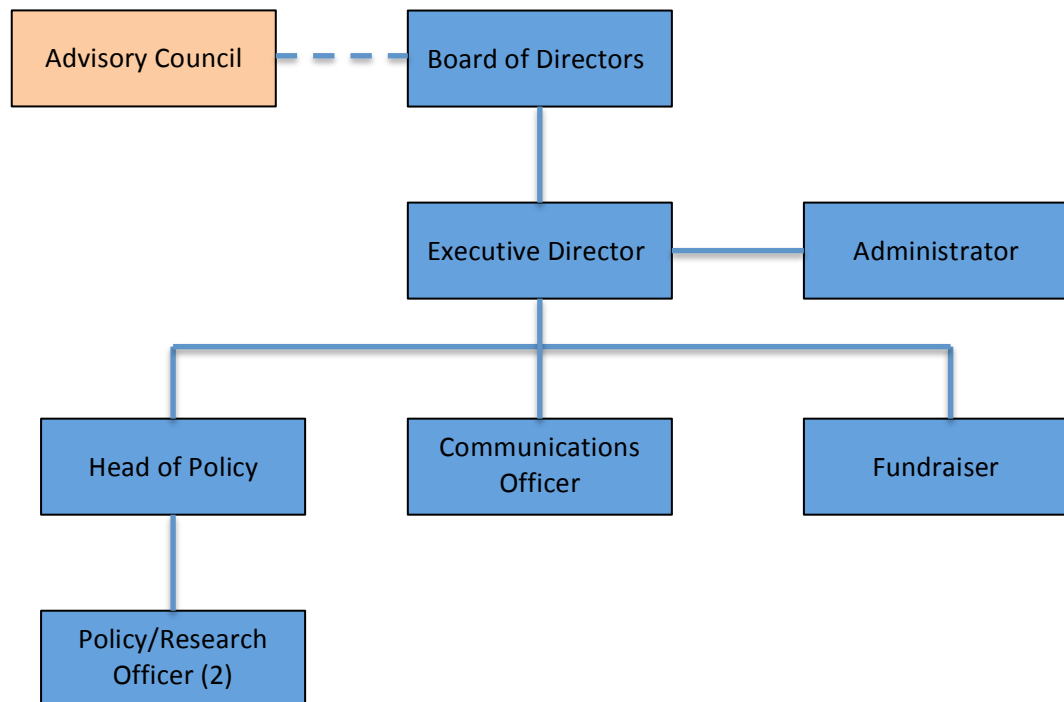 Advisory Council
Board of Directors
Executive Director
Administrator
Head of Policy
Communications
Officer
Fundraiser
Policy/Research
Officer (2)